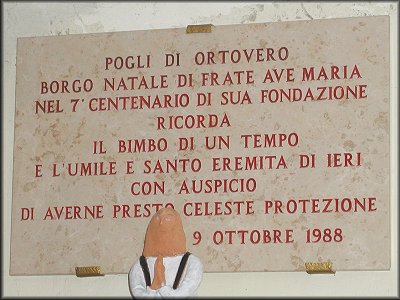 POGLI DI ORTOVERO
BORGO NATALE DI FRATE AVE MARIA
NEL 7° CENTENARIO DI SUA FONDAZIONE
RICORDA
IL BIMBO DI UN TEMPO
E L'UMILE E SANTO EREMITA DI IERI
CON AUSPICIO
DI AVERNE PRESTO CELESTE PROTEZIONE
9 OTTOBRE 1988